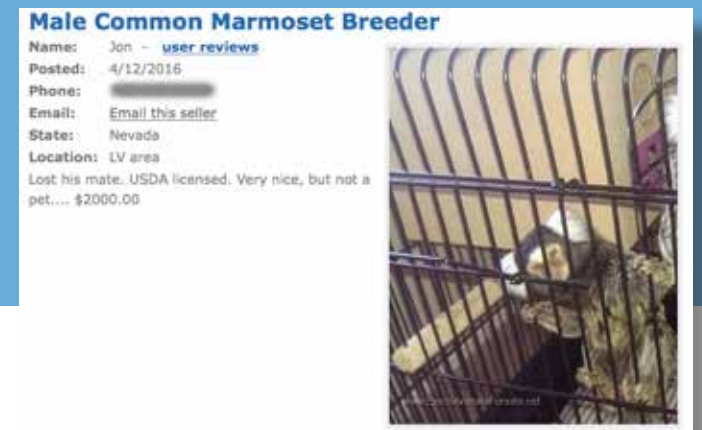 Male Common Marmoset Breeder
Name: Jon - user reviews
Posted: 4/12/2016
Phone:
Email: Email this seller
State: Nevada
Location: LV area
Lost his mate. USDA licensed. Very nice, but not a
pet.... $2000.00